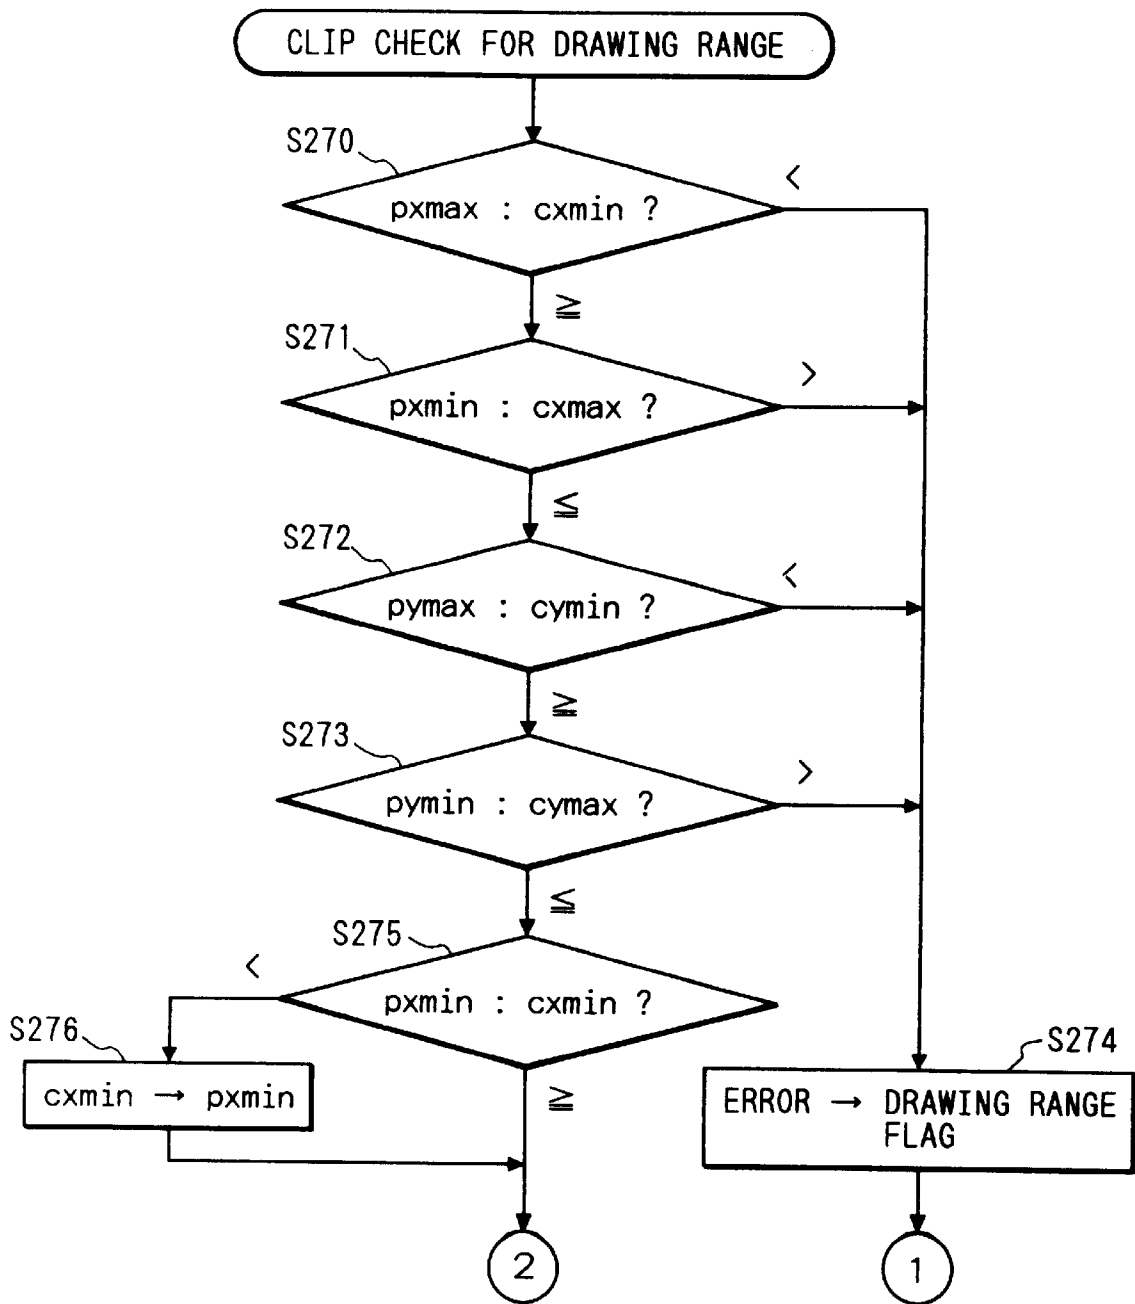 CLIP CHECK FOR DRAWING RANGE
S270
<
pxmax : cxmin ?
≧
S271
>
pxmin : cxmax ?
≦
S272
<
pymax : cymin ?
≧
S273
>
pymin : cymax ?
≦
S275
<
pxmin : cxmin ?
S276
S274
cxmin → pxmin
≧
ERROR → DRAWING RANGE
FLAG
2
1